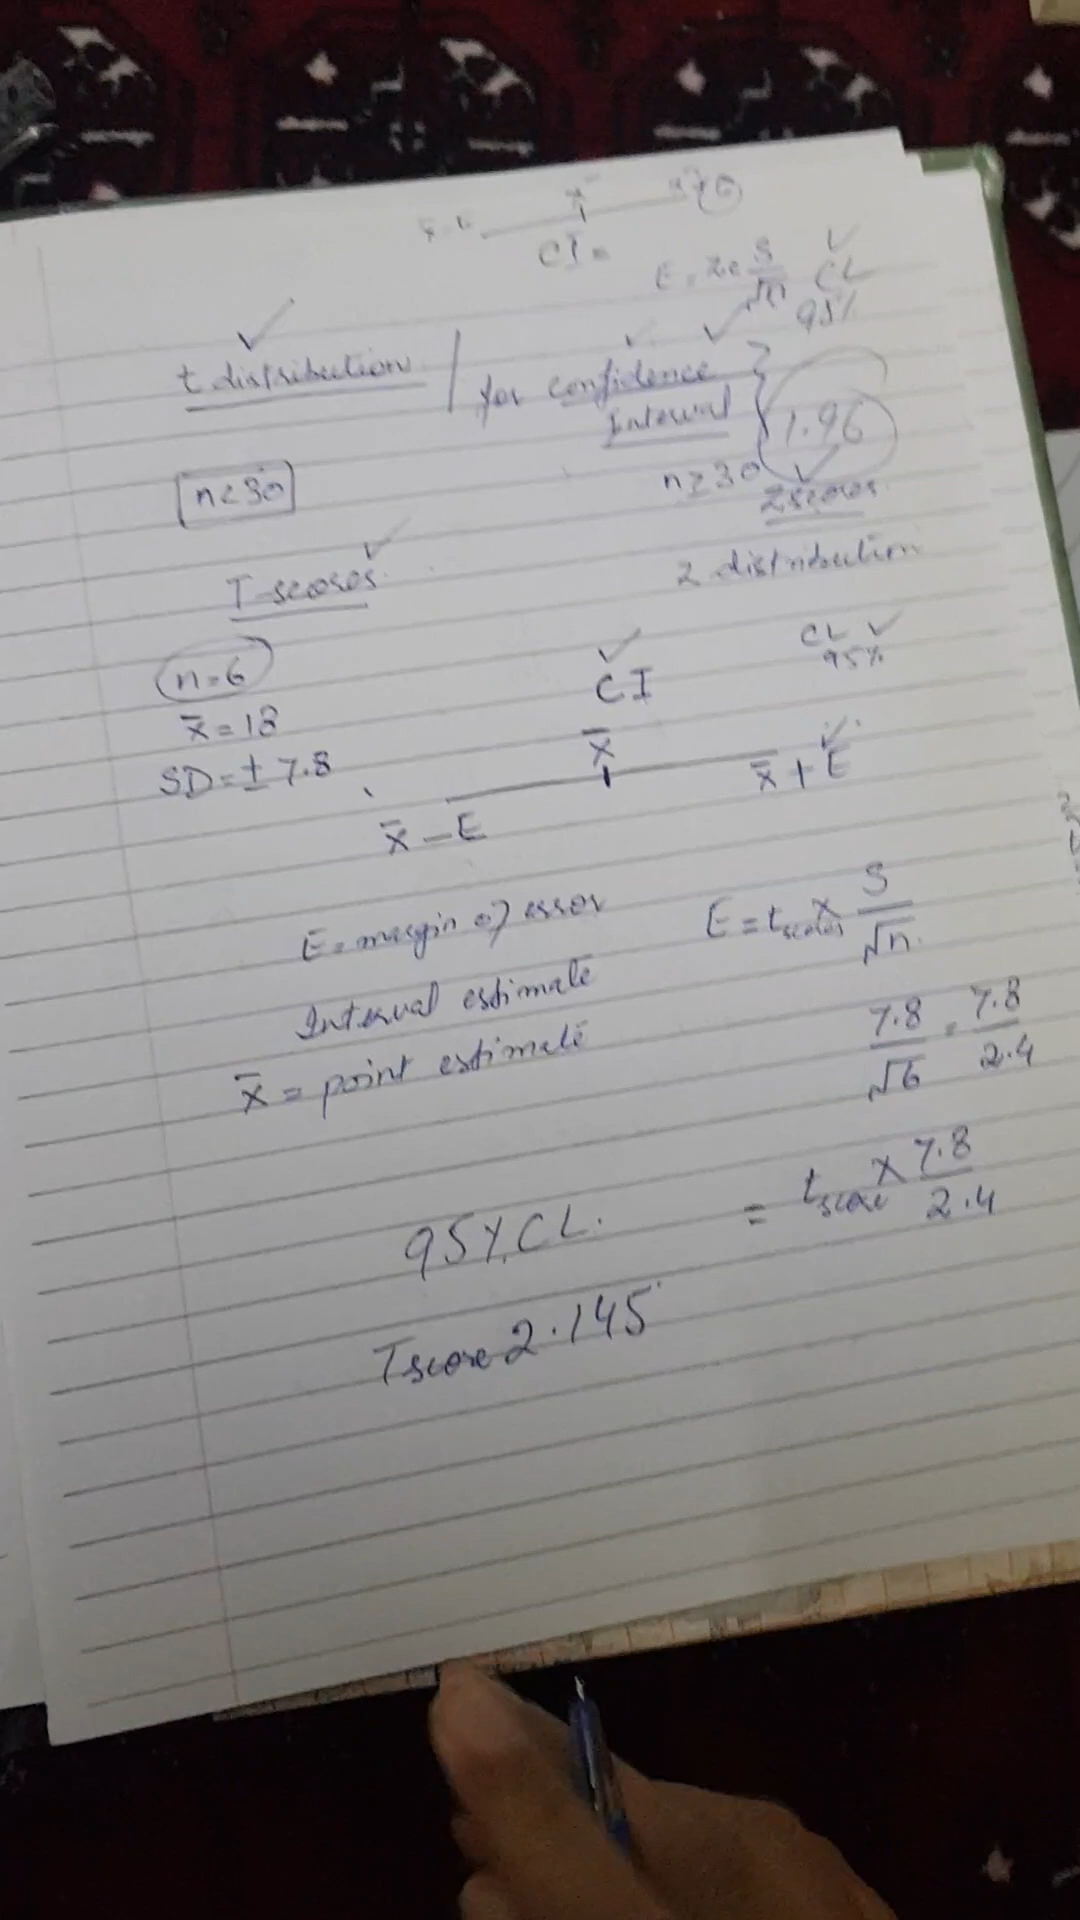 x̄
CI =
E = Zc S/√n CL
95%
t distribution / for confidence
Interval
1.96
n<30
n≥30
Z scores
T-scores
Z distribution
n=6
CL
95%
CI
x̄ = 18
SD = ± 7.8
x̄
x̄ + E
x̄ – E
E = margin of error
E = t scores × S/√n
Interval estimate
x̄ = point estimate
7.8/√6 = 7.8/2.4
= t score × 7.8/2.4
95% CL.
T score 2.145